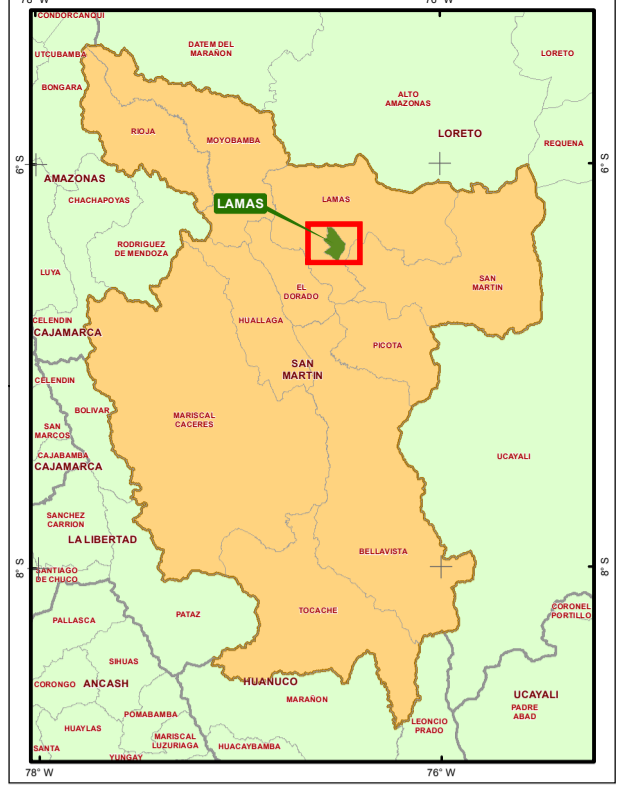 78° W
76° W
CONDORCANQUI
DATEM DEL
MARAÑON
UTCUBAMBA
LORETO
BONGARA
ALTO
AMAZONAS
RIOJA
MOYOBAMBA
LORETO
REQUENA
6° S
6° S
AMAZONAS
CHACHAPOYAS
LAMAS
LAMAS
RODRIGUEZ
DE MENDOZA
LUYA
SAN
MARTIN
EL
DORADO
CELENDIN
CAJAMARCA
HUALLAGA
PICOTA
SAN
MARTIN
CELENDIN
BOLIVAR
MARISCAL
CACERES
SAN
MARCOS
CAJABAMBA
CAJAMARCA
UCAYALI
SANCHEZ
CARRION
LA LIBERTAD
BELLAVISTA
8° S
8° S
SANTIAGO
DE CHUCO
PALLASCA
PATAZ
TOCACHE
CORONEL
PORTILLO
SIHUAS
CORONGO
ANCASH
HUANUCO
MARAÑON
UCAYALI
PADRE
ABAD
POMABAMBA
LEONCIO
PRADO
HUAYLAS
MARISCAL
LUZURIAGA
HUACAYBAMBA
SANTA
YUNGAY
78° W
76° W